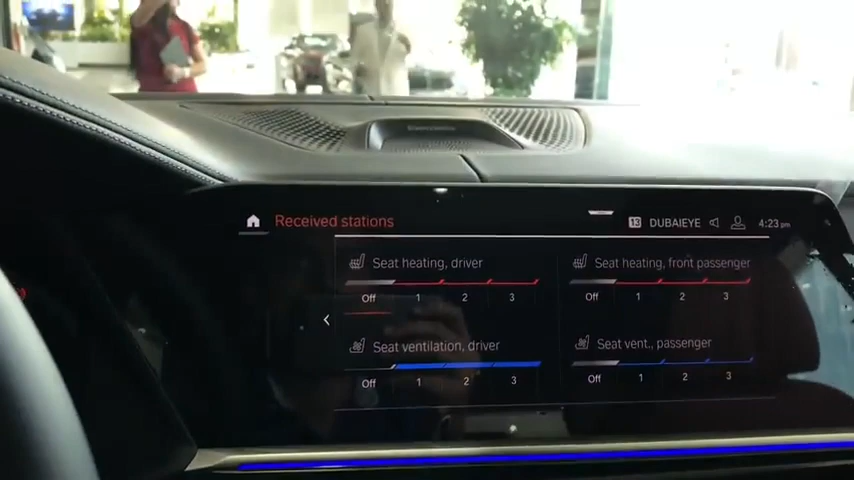 Received stations
13 DUBAIEYE 4:23 pm
Seat heating, driver
Off 1 2 3
Seat heating, front passenger
Off 1 2 3
Seat ventilation, driver
Off 1 2 3
Seat vent., passenger
Off 1 2 3